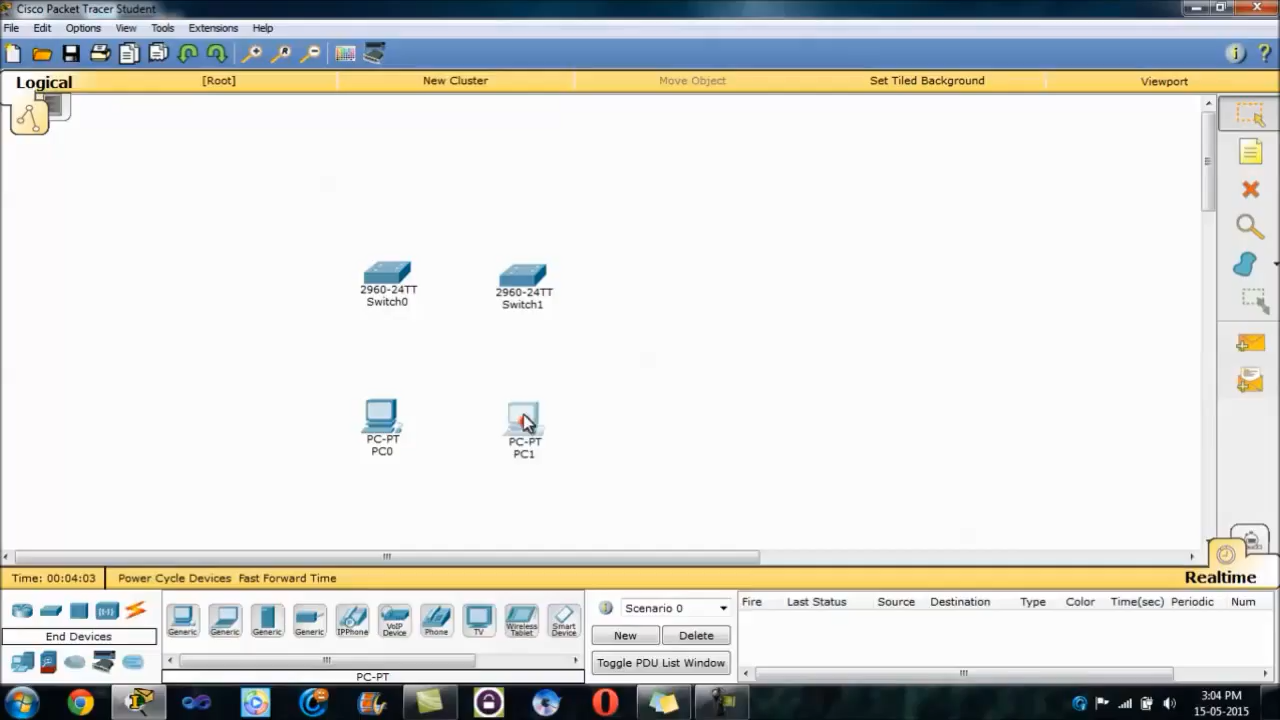 Cisco Packet Tracer Student
File Edit Options View Tools Extensions Help
Logical [Root] New Cluster Move Object Set Tiled Background Viewport
2960-24TT
Switch0
2960-24TT
Switch1
PC-PT
PC0
PC-PT
PC1
Time: 00:04:03 Power Cycle Devices Fast Forward Time
Realtime
End Devices
Generic Generic Generic Generic IPPhone VoIP Device Phone TV Wireless Tablet Smart Device
PC-PT
Scenario 0
New Delete
Toggle PDU List Window
Fire Last Status Source Destination Type Color Time(sec) Periodic Num
3:04 PM
15-05-2015